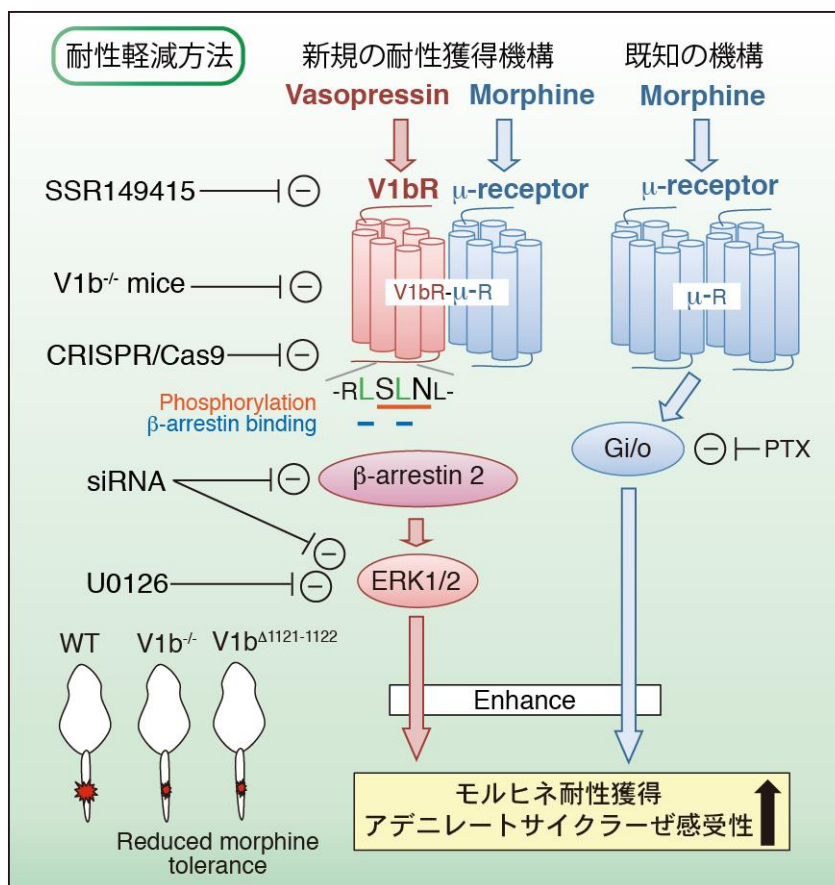 耐性軽減方法
新規の耐性獲得機構
既知の機構
Vasopressin
Morphine
Morphine
SSR149415
V1bR
μ-receptor
μ-receptor
V1b-/- mice
V1bR-μ-R
μ-R
CRISPR/Cas9
-RLSLNL-
Phosphorylation
β-arrestin binding
Gi/o
PTX
siRNA
β-arrestin 2
U0126
ERK1/2
WT
V1b-/-
V1bΔ1121-1122
Enhance
モルヒネ耐性獲得
アデニレートサイクラーぜ感受性
Reduced morphine
tolerance